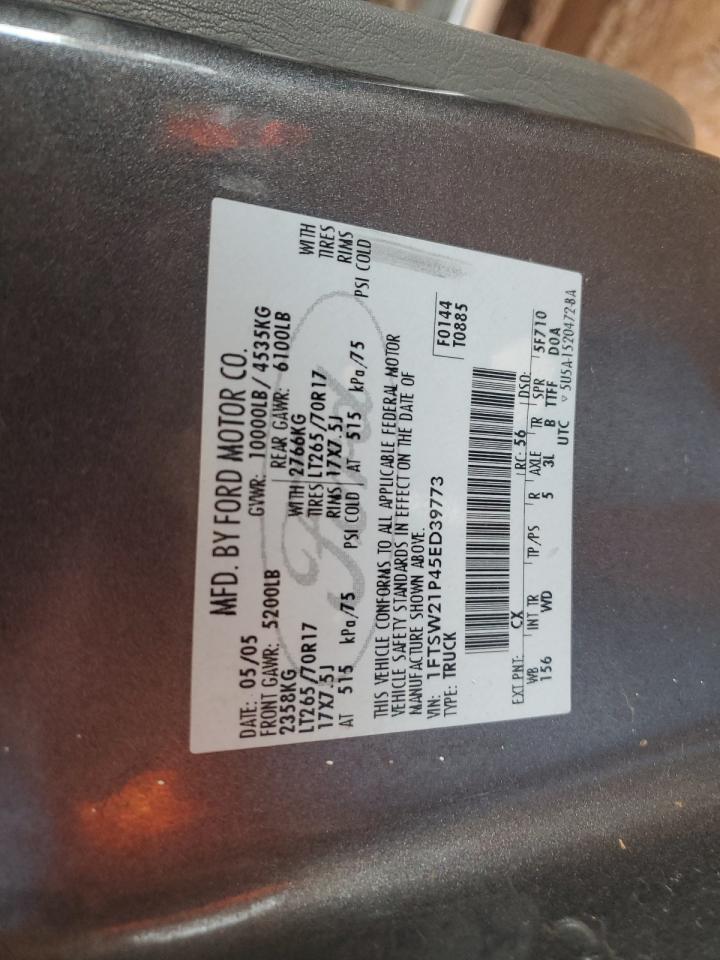 MFD. BY FORD MOTOR CO.
DATE: 05/05 GVWR: 10000LB/ 4535KG
FRONT GAWR: 5200LB REAR GAWR: 6100LB
2358KG WITH 2766KG WITH
LT265/70R17 TIRES LT265/70R17 TIRES
17X7.5J RIMS 17X7.5J RIMS
AT 515 kPa/75 PSI COLD AT 515 kPa/75 PSI COLD
Ford
THIS VEHICLE CONFORMS TO ALL APPLICABLE FEDERAL MOTOR
VEHICLE SAFETY STANDARDS IN EFFECT ON THE DATE OF
MANUFACTURE SHOWN ABOVE.
VIN: 1FTSW21P45ED39773 F0144
TYPE: TRUCK T0885
EXT PNT: CX RC: 56 DSO:
WB INT TR TP/PS R AXLE TR SPR 5F710
156 WD 5 3L B TTFF D0A
UTC ▽ 5U5A-1520472-BA